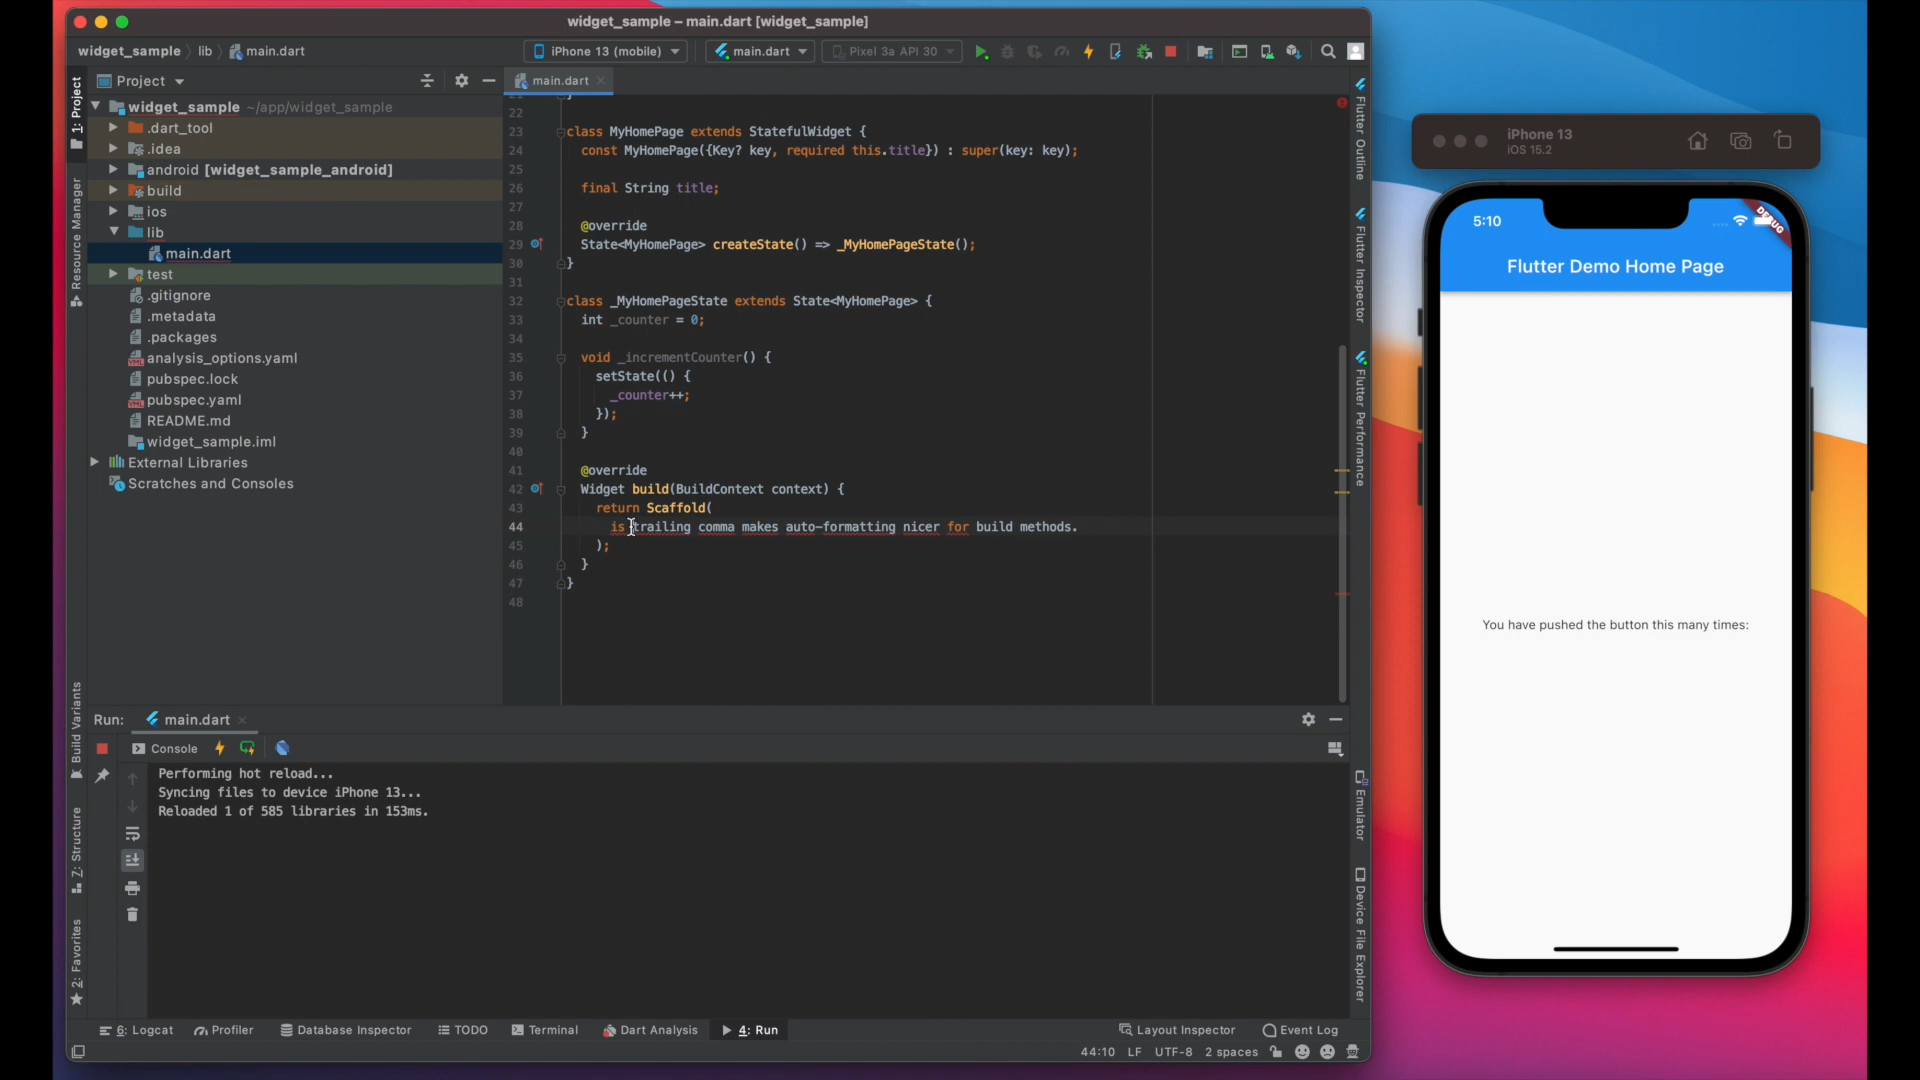 widget_sample – main.dart [widget_sample]
widget_sample
lib
main.dart
iPhone 13 (mobile)
main.dart
Pixel 3a API 30
1: Project
Resource Manager
Build Variants
7: Structure
2: Favorites
Project
widget_sample ~/app/widget_sample
.dart_tool
.idea
android [widget_sample_android]
build
ios
lib
main.dart
test
.gitignore
.metadata
.packages
analysis_options.yaml
pubspec.lock
pubspec.yaml
README.md
widget_sample.iml
External Libraries
Scratches and Consoles
main.dart
22
23 class MyHomePage extends StatefulWidget {
24 const MyHomePage({Key? key, required this.title}) : super(key: key);
25
26 final String title;
27
28 @override
29 State<MyHomePage> createState() => _MyHomePageState();
30 }
31
32 class _MyHomePageState extends State<MyHomePage> {
33 int _counter = 0;
34
35 void _incrementCounter() {
36 setState(() {
37 _counter++;
38 });
39 }
40
41 @override
42 Widget build(BuildContext context) {
43 return Scaffold(
44 is trailing comma makes auto-formatting nicer for build methods.
45 );
46 }
47 }
48
Flutter Outline
Flutter Inspector
Flutter Performance
Emulator
Device File Explorer
Run: main.dart
Console
Performing hot reload...
Syncing files to device iPhone 13...
Reloaded 1 of 585 libraries in 153ms.
6: Logcat
Profiler
Database Inspector
TODO
Terminal
Dart Analysis
4: Run
Layout Inspector
Event Log
44:10 LF UTF-8 2 spaces
iPhone 13
iOS 15.2
5:10
DEBUG
Flutter Demo Home Page
You have pushed the button this many times: